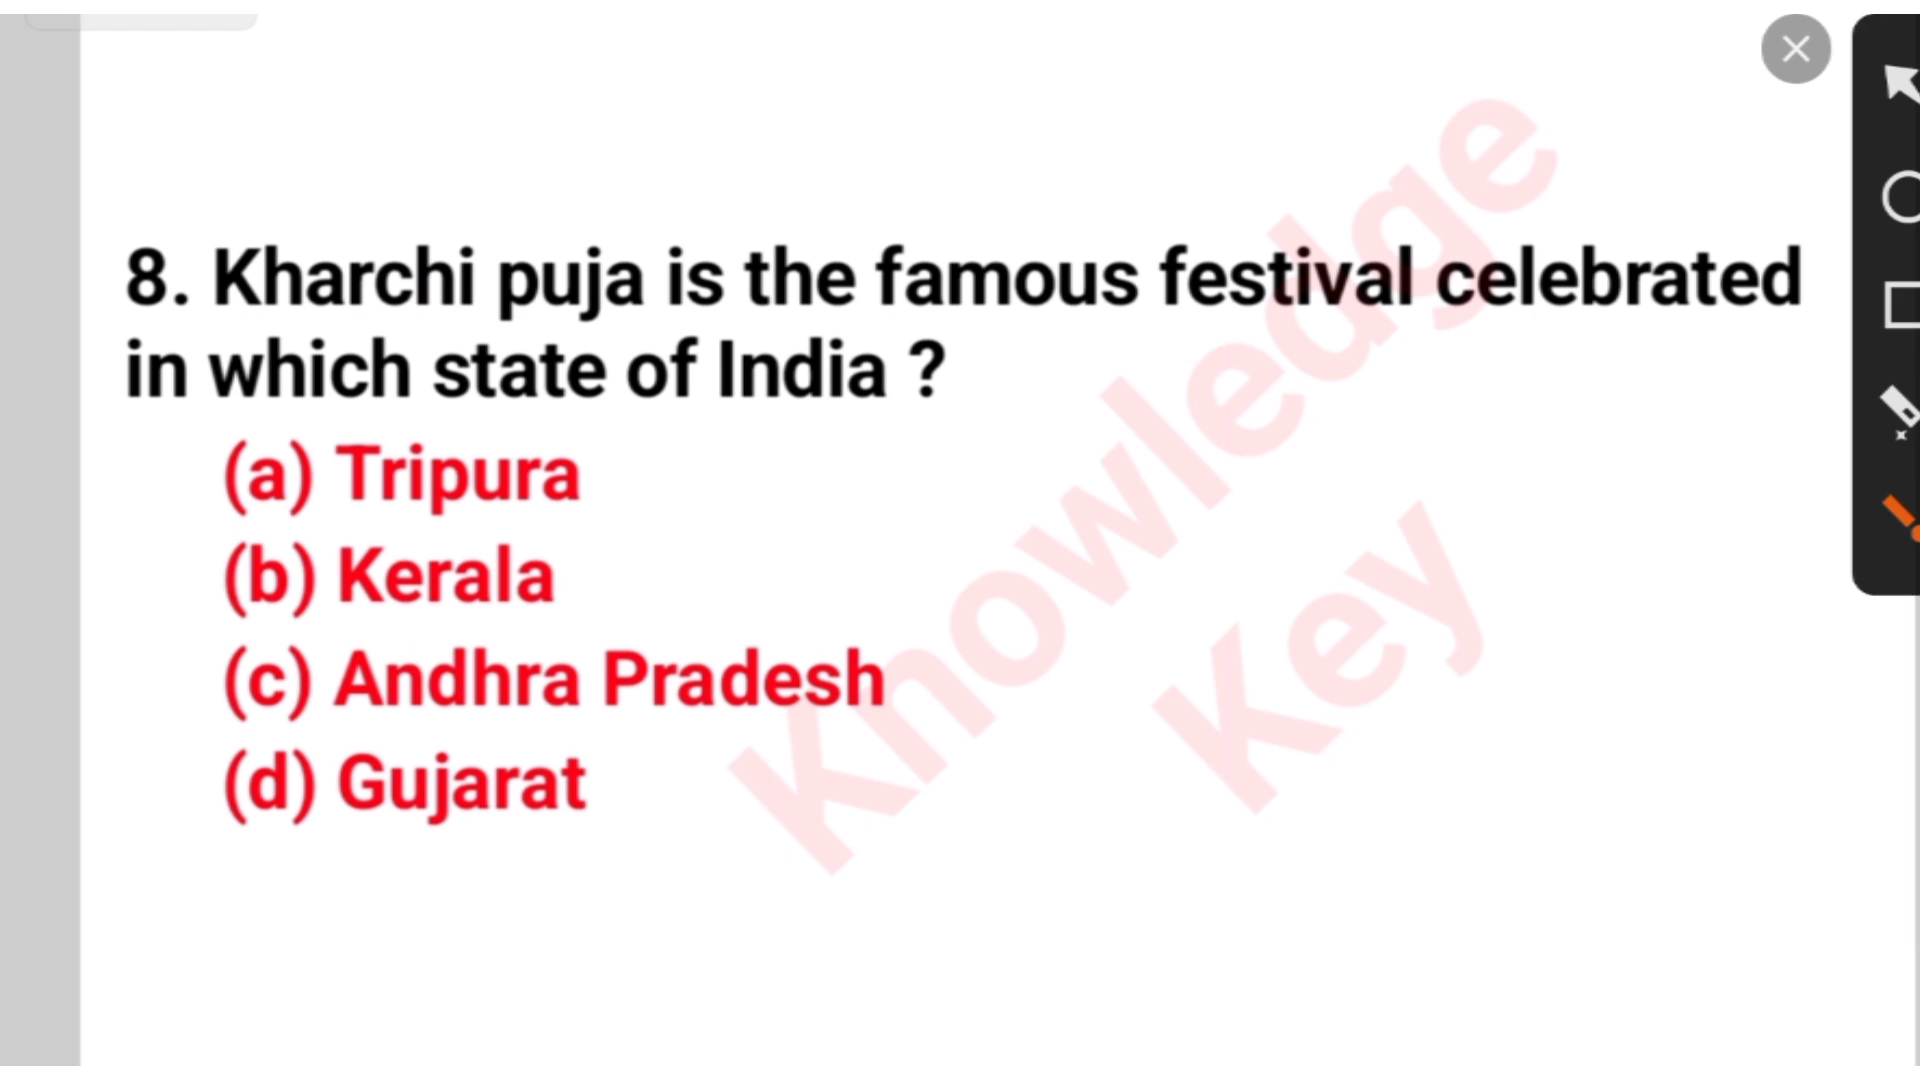 8. Kharchi puja is the famous festival celebrated
in which state of India ?
(a) Tripura
(b) Kerala
(c) Andhra Pradesh
(d) Gujarat
Knowledge
Key